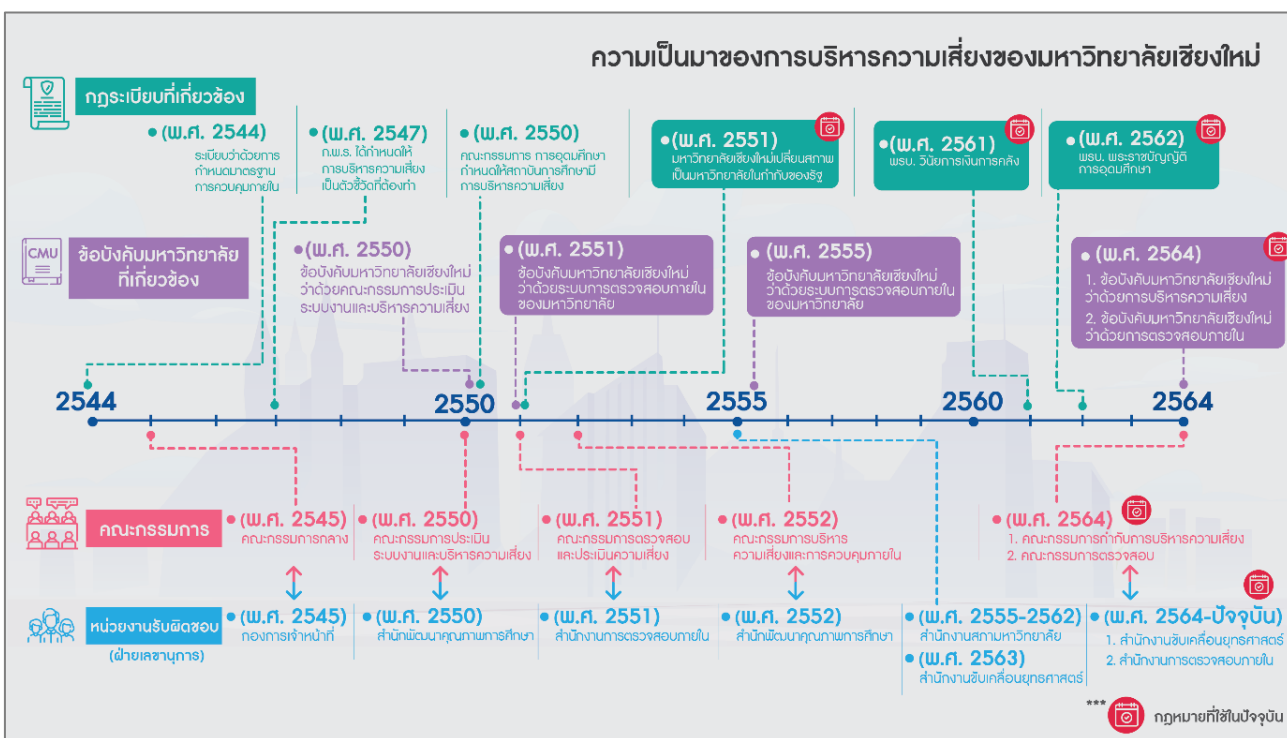 ความเป็นมาของการบริหารความเสี่ยงของมหาวิทยาลัยเชียงใหม่
กฎระเบียบที่เกี่ยวข้อง
(พ.ศ. 2544)
ระเบียบว่าด้วยการ
กำหนดมาตรฐาน
การควบคุมภายใน
(พ.ศ. 2547)
ก.พ.ร. ได้กำหนดให้
การบริหารความเสี่ยง
เป็นตัวชี้วัดที่ต้องทำ
(พ.ศ. 2550)
คณะกรรมการ การอุดมศึกษา
กำหนดให้สถาบันการศึกษามี
การบริหารความเสี่ยง
(พ.ศ. 2551)
มหาวิทยาลัยเชียงใหม่เปลี่ยนสภาพ
เป็นมหาวิทยาลัยในกำกับของรัฐ
(พ.ศ. 2561)
พรบ. วินัยการเงินการคลัง
(พ.ศ. 2562)
พรบ. พระราชบัญญัติ
การอุดมศึกษา
CMU
ข้อบังคับมหาวิทยาลัย
ที่เกี่ยวข้อง
(พ.ศ. 2550)
ข้อบังคับมหาวิทยาลัยเชียงใหม่
ว่าด้วยคณะกรรมการประเมิน
ระบบงานและบริหารความเสี่ยง
(พ.ศ. 2551)
ข้อบังคับมหาวิทยาลัยเชียงใหม่
ว่าด้วยระบบการตรวจสอบภายใน
ของมหาวิทยาลัย
(พ.ศ. 2555)
ข้อบังคับมหาวิทยาลัยเชียงใหม่
ว่าด้วยระบบการตรวจสอบภายใน
ของมหาวิทยาลัย
(พ.ศ. 2564)
1. ข้อบังคับมหาวิทยาลัยเชียงใหม่
ว่าด้วยการบริหารความเสี่ยง
2. ข้อบังคับมหาวิทยาลัยเชียงใหม่
ว่าด้วยการตรวจสอบภายใน
2544
2550
2555
2560
2564
คณะกรรมการ
(พ.ศ. 2545)
คณะกรรมการกลาง
(พ.ศ. 2550)
คณะกรรมการประเมิน
ระบบงานและบริหารความเสี่ยง
(พ.ศ. 2551)
คณะกรรมการตรวจสอบ
และประเมินความเสี่ยง
(พ.ศ. 2552)
คณะกรรมการบริหาร
ความเสี่ยงและการควบคุมภายใน
(พ.ศ. 2564)
1. คณะกรรมการกำกับการบริหารความเสี่ยง
2. คณะกรรมการตรวจสอบ
หน่วยงานรับผิดชอบ
(ฝ่ายเลขานุการ)
(พ.ศ. 2545)
กองการเจ้าหน้าที่
(พ.ศ. 2550)
สำนักพัฒนาคุณภาพการศึกษา
(พ.ศ. 2551)
สำนักงานการตรวจสอบภายใน
(พ.ศ. 2552)
สำนักพัฒนาคุณภาพการศึกษา
(พ.ศ. 2555-2562)
สำนักงานสภามหาวิทยาลัย
(พ.ศ. 2563)
สำนักงานขับเคลื่อนยุทธศาสตร์
(พ.ศ. 2564-ปัจจุบัน)
1. สำนักงานขับเคลื่อนยุทธศาสตร์
2. สำนักงานการตรวจสอบภายใน
*** กฎหมายที่ใช้ในปัจจุบัน